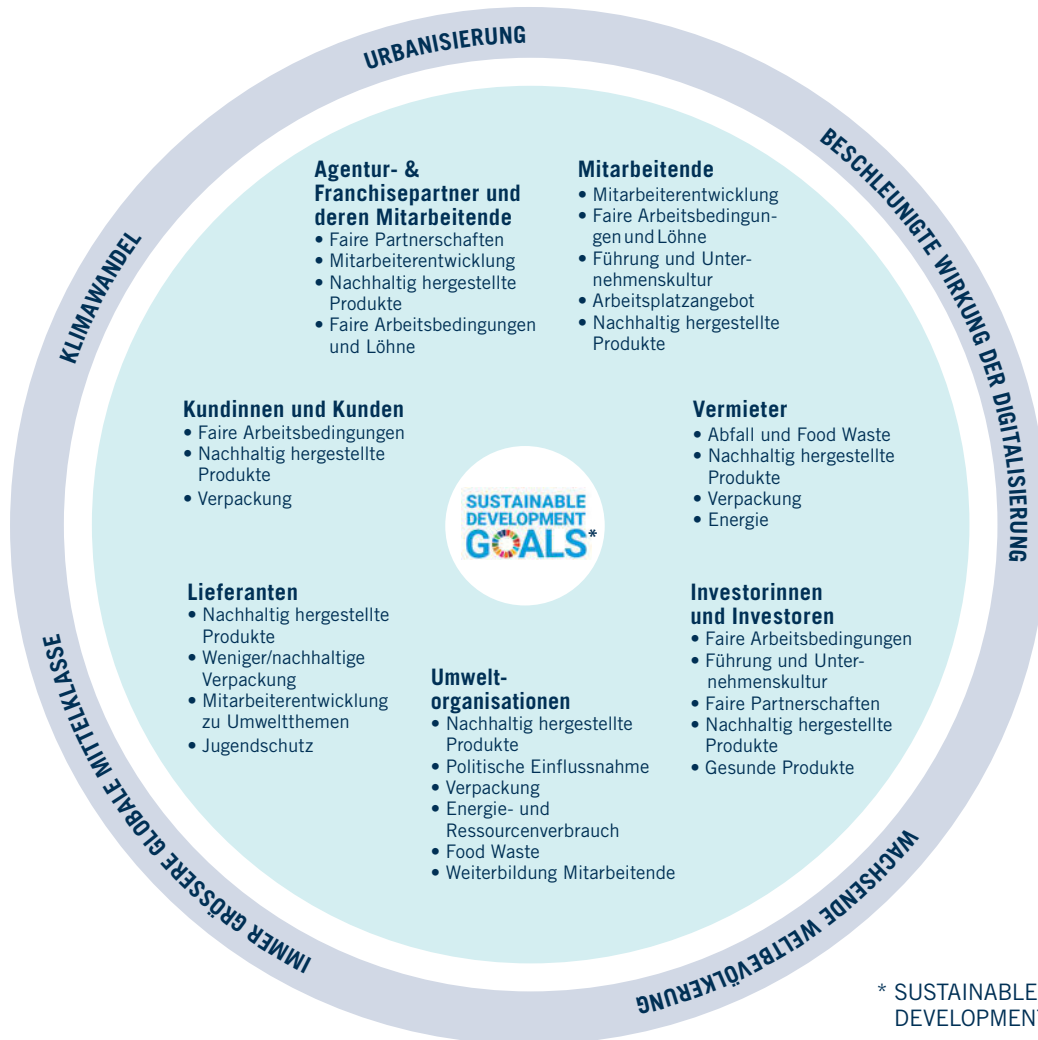 URBANISIERUNG
BESCHLEUNIGTE WIRKUNG DER DIGITALISIERUNG
WACHSENDE WELTBEVÖLKERUNG
IMMER GRÖSSERE GLOBALE MITTELKLASSE
KLIMAWANDEL
Agentur- &
Franchisepartner und
deren Mitarbeitende
• Faire Partnerschaften
• Mitarbeiterentwicklung
• Nachhaltig hergestellte
Produkte
• Faire Arbeitsbedingungen
und Löhne
Mitarbeitende
• Mitarbeiterentwicklung
• Faire Arbeitsbedingun-
gen und Löhne
• Führung und Unter-
nehmenskultur
• Arbeitsplatzangebot
• Nachhaltig hergestellte
Produkte
Kundinnen und Kunden
• Faire Arbeitsbedingungen
• Nachhaltig hergestellte
Produkte
• Verpackung
Vermieter
• Abfall und Food Waste
• Nachhaltig hergestellte
Produkte
• Verpackung
• Energie
SUSTAINABLE
DEVELOPMENT
GOALS*
Lieferanten
• Nachhaltig hergestellte
Produkte
• Weniger/nachhaltige
Verpackung
• Mitarbeiterentwicklung
zu Umweltthemen
• Jugendschutz
Umwelt-
organisationen
• Nachhaltig hergestellte
Produkte
• Politische Einflussnahme
• Verpackung
• Energie- und
Ressourcenverbrauch
• Food Waste
• Weiterbildung Mitarbeitende
Investorinnen
und Investoren
• Faire Arbeitsbedingungen
• Führung und Unter-
nehmenskultur
• Faire Partnerschaften
• Nachhaltig hergestellte
Produkte
• Gesunde Produkte
* SUSTAINABLE
DEVELOPMENT